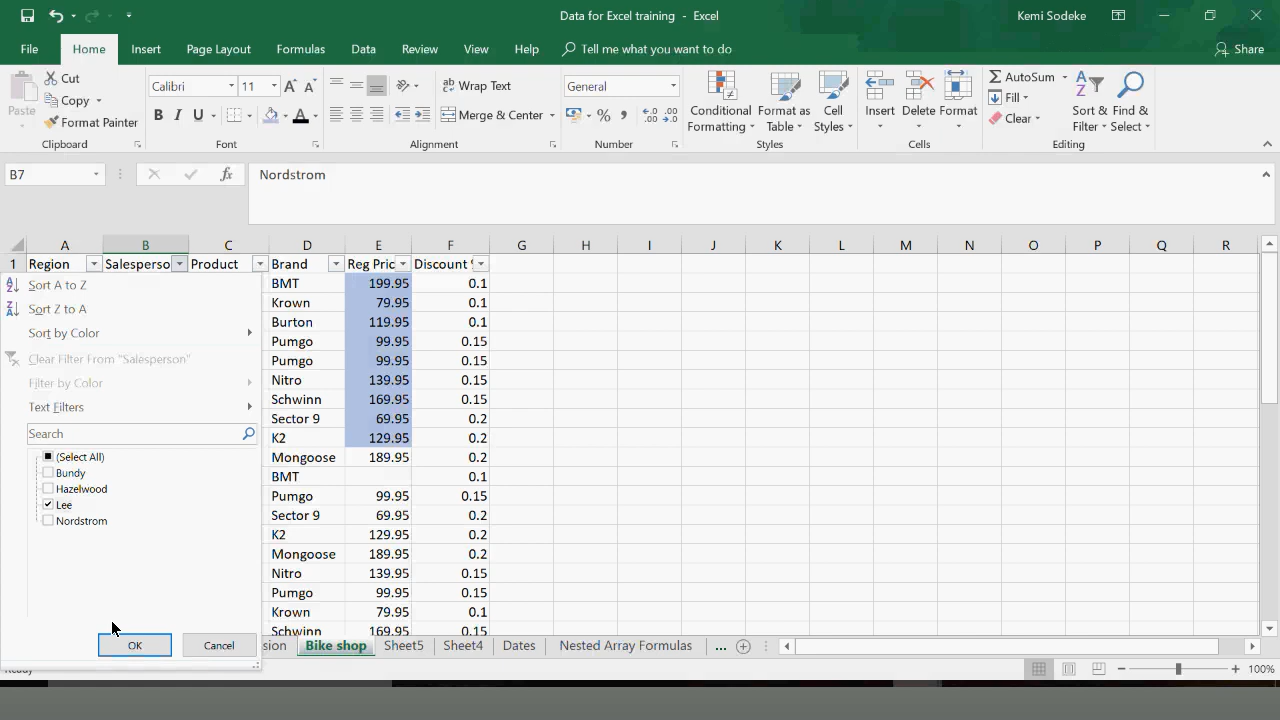 Data for Excel training - Excel
Kemi Sodeke
File Home Insert Page Layout Formulas Data Review View Help Tell me what you want to do Share
Paste
Cut
Copy
Format Painter
Clipboard
Calibri 11
B I U
Font
Wrap Text
Merge & Center
Alignment
General
Number
Conditional Formatting
Format as Table
Cell Styles
Styles
Insert Delete Format
Cells
AutoSum
Fill
Clear
Sort & Filter
Find & Select
Editing
B7 fx Nordstrom
A B C D E F G H I J K L M N O P Q R
1 Region Salesperso Product Brand Reg Pric Discount
BMT 199.95 0.1
Krown 79.95 0.1
Burton 119.95 0.1
Pumgo 99.95 0.15
Pumgo 99.95 0.15
Nitro 139.95 0.15
Schwinn 169.95 0.15
Sector 9 69.95 0.2
K2 129.95 0.2
Mongoose 189.95 0.2
BMT 0.1
Pumgo 99.95 0.15
Sector 9 69.95 0.2
K2 129.95 0.2
Mongoose 189.95 0.2
Nitro 139.95 0.15
Pumgo 99.95 0.15
Krown 79.95 0.1
Schwinn 169.95 0.15
Sort A to Z
Sort Z to A
Sort by Color
Clear Filter From "Salesperson"
Filter by Color
Text Filters
Search
(Select All)
Bundy
Hazelwood
Lee
Nordstrom
OK Cancel
sion Bike shop Sheet5 Sheet4 Dates Nested Array Formulas ...
100%